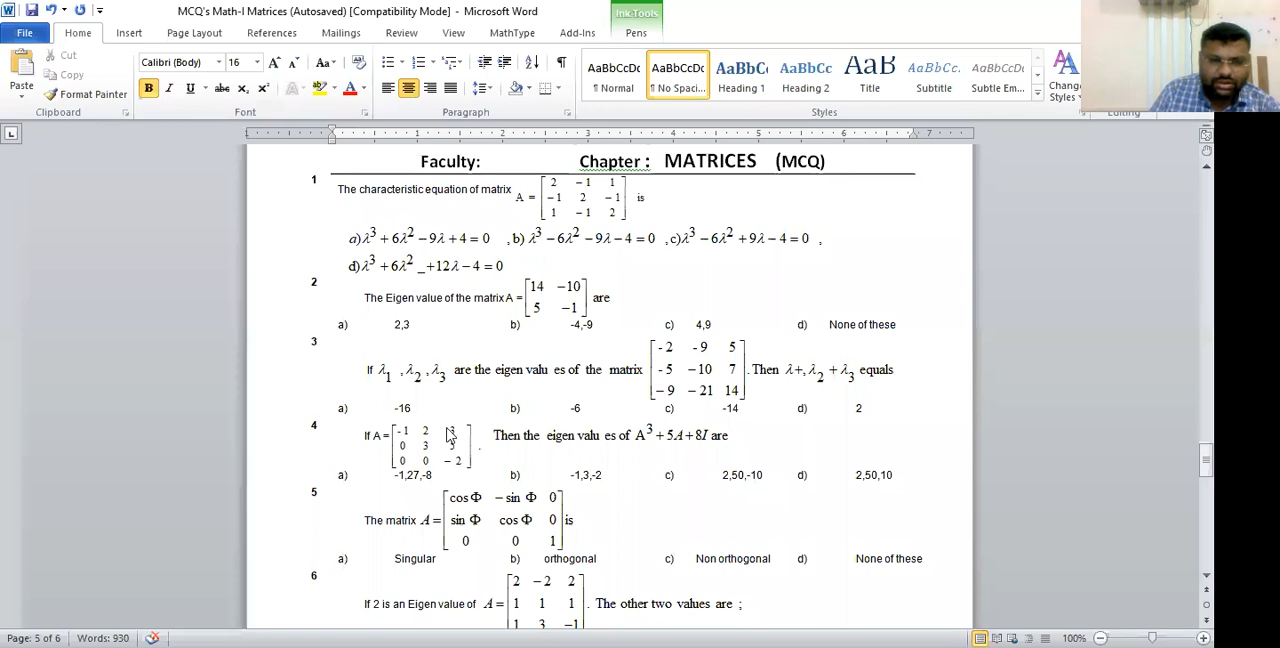 MCQ's Math-I Matrices (Autosaved) [Compatibility Mode] - Microsoft Word
Ink Tools
File Home Insert Page Layout References Mailings Review View MathType Add-Ins Pens
Cut
Copy
Format Painter
Paste
Clipboard
Calibri (Body) 16
Font
Paragraph
AaBbCcDc ¶ Normal
AaBbCcDc ¶ No Spaci...
AaBbC Heading 1
AaBbCc Heading 2
AaB Title
AaBbCc. Subtitle
AaBbCcDc Subtle Em...
Change Styles
Styles
Editing
Faculty: Chapter : MATRICES (MCQ)
1 The characteristic equation of matrix A = [2 −1 1
−1 2 −1
1 −1 2] is
a)λ³ + 6λ² − 9λ + 4 = 0 , b) λ³ − 6λ² − 9λ − 4 = 0 , c)λ³ − 6λ² + 9λ − 4 = 0 ,
d)λ³ + 6λ² _+12λ − 4 = 0
2 The Eigen value of the matrix A = [14 −10
5 −1] are
a) 2,3 b) -4,-9 c) 4,9 d) None of these
3 If λ₁ ,λ₂ ,λ₃ are the eigen valu es of the matrix [-2 -9 5
-5 −10 7
−9 −21 14] .Then λ+,λ₂ + λ₃ equals
a) -16 b) -6 c) -14 d) 2
4 If A = [-1 2
0 3 5
0 0 −2] . Then the eigen valu es of A³ + 5A + 8I are
a) -1,27,-8 b) -1,3,-2 c) 2,50,-10 d) 2,50,10
5 The matrix A = [cos Φ −sin Φ 0
sin Φ cos Φ 0
0 0 1] is
a) Singular b) orthogonal c) Non orthogonal d) None of these
6 If 2 is an Eigen value of A = [2 −2 2
1 1 1
1 3 −1] . The other two values are ;
Page: 5 of 6 Words: 930 100%